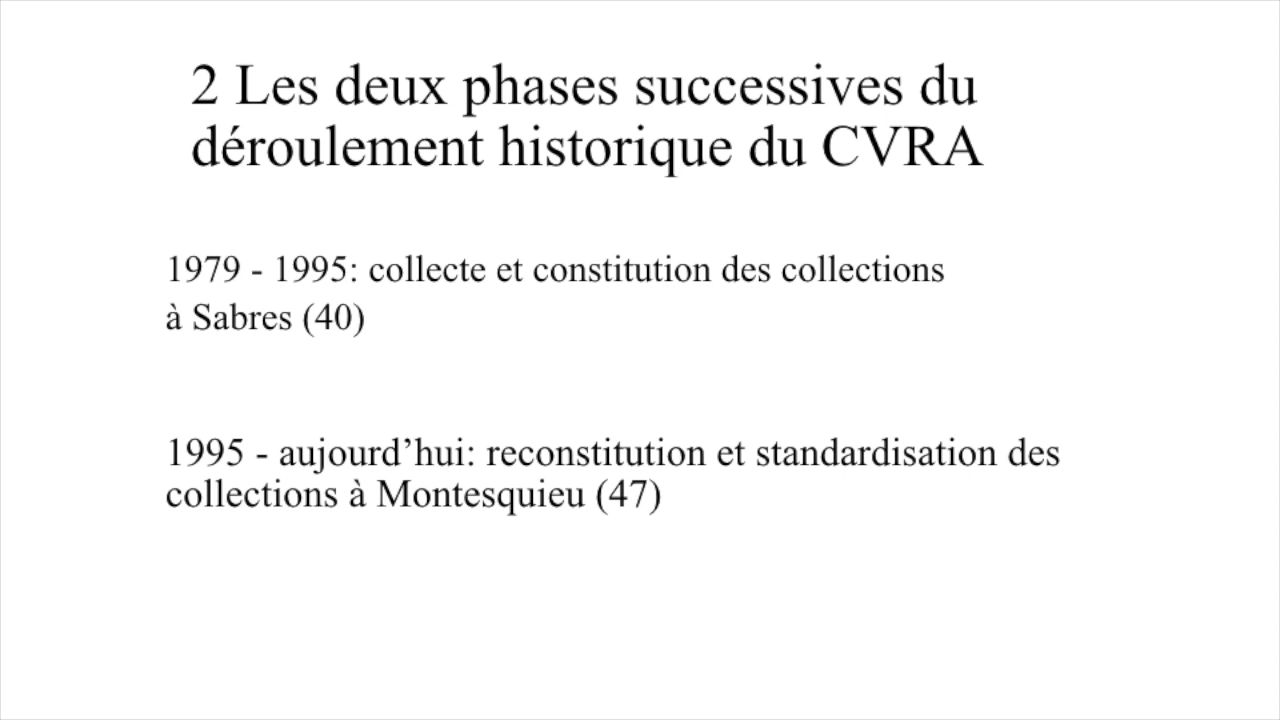 2 Les deux phases successives du
déroulement historique du CVRA
1979 - 1995: collecte et constitution des collections
à Sabres (40)
1995 - aujourd’hui: reconstitution et standardisation des
collections à Montesquieu (47)